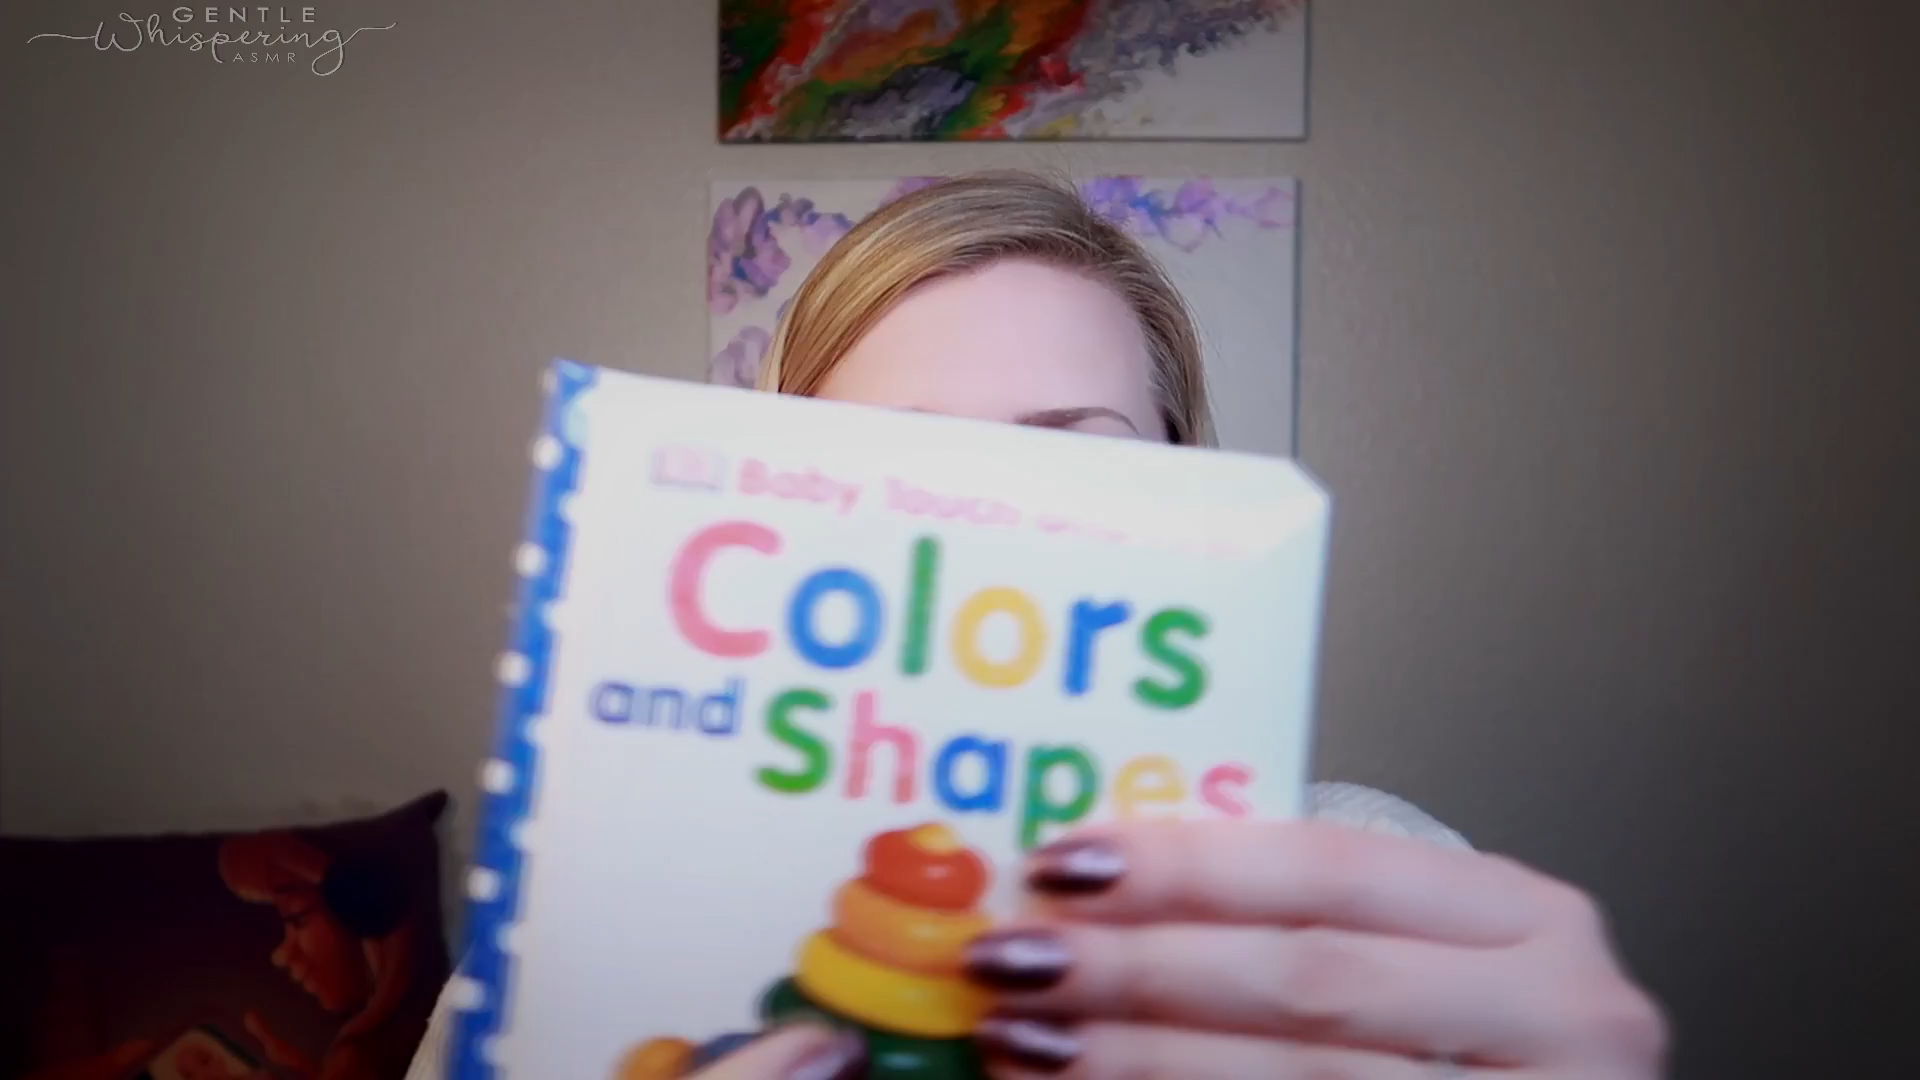 GENTLE
Whispering
ASMR
Baby Touch
Colors
and Shapes